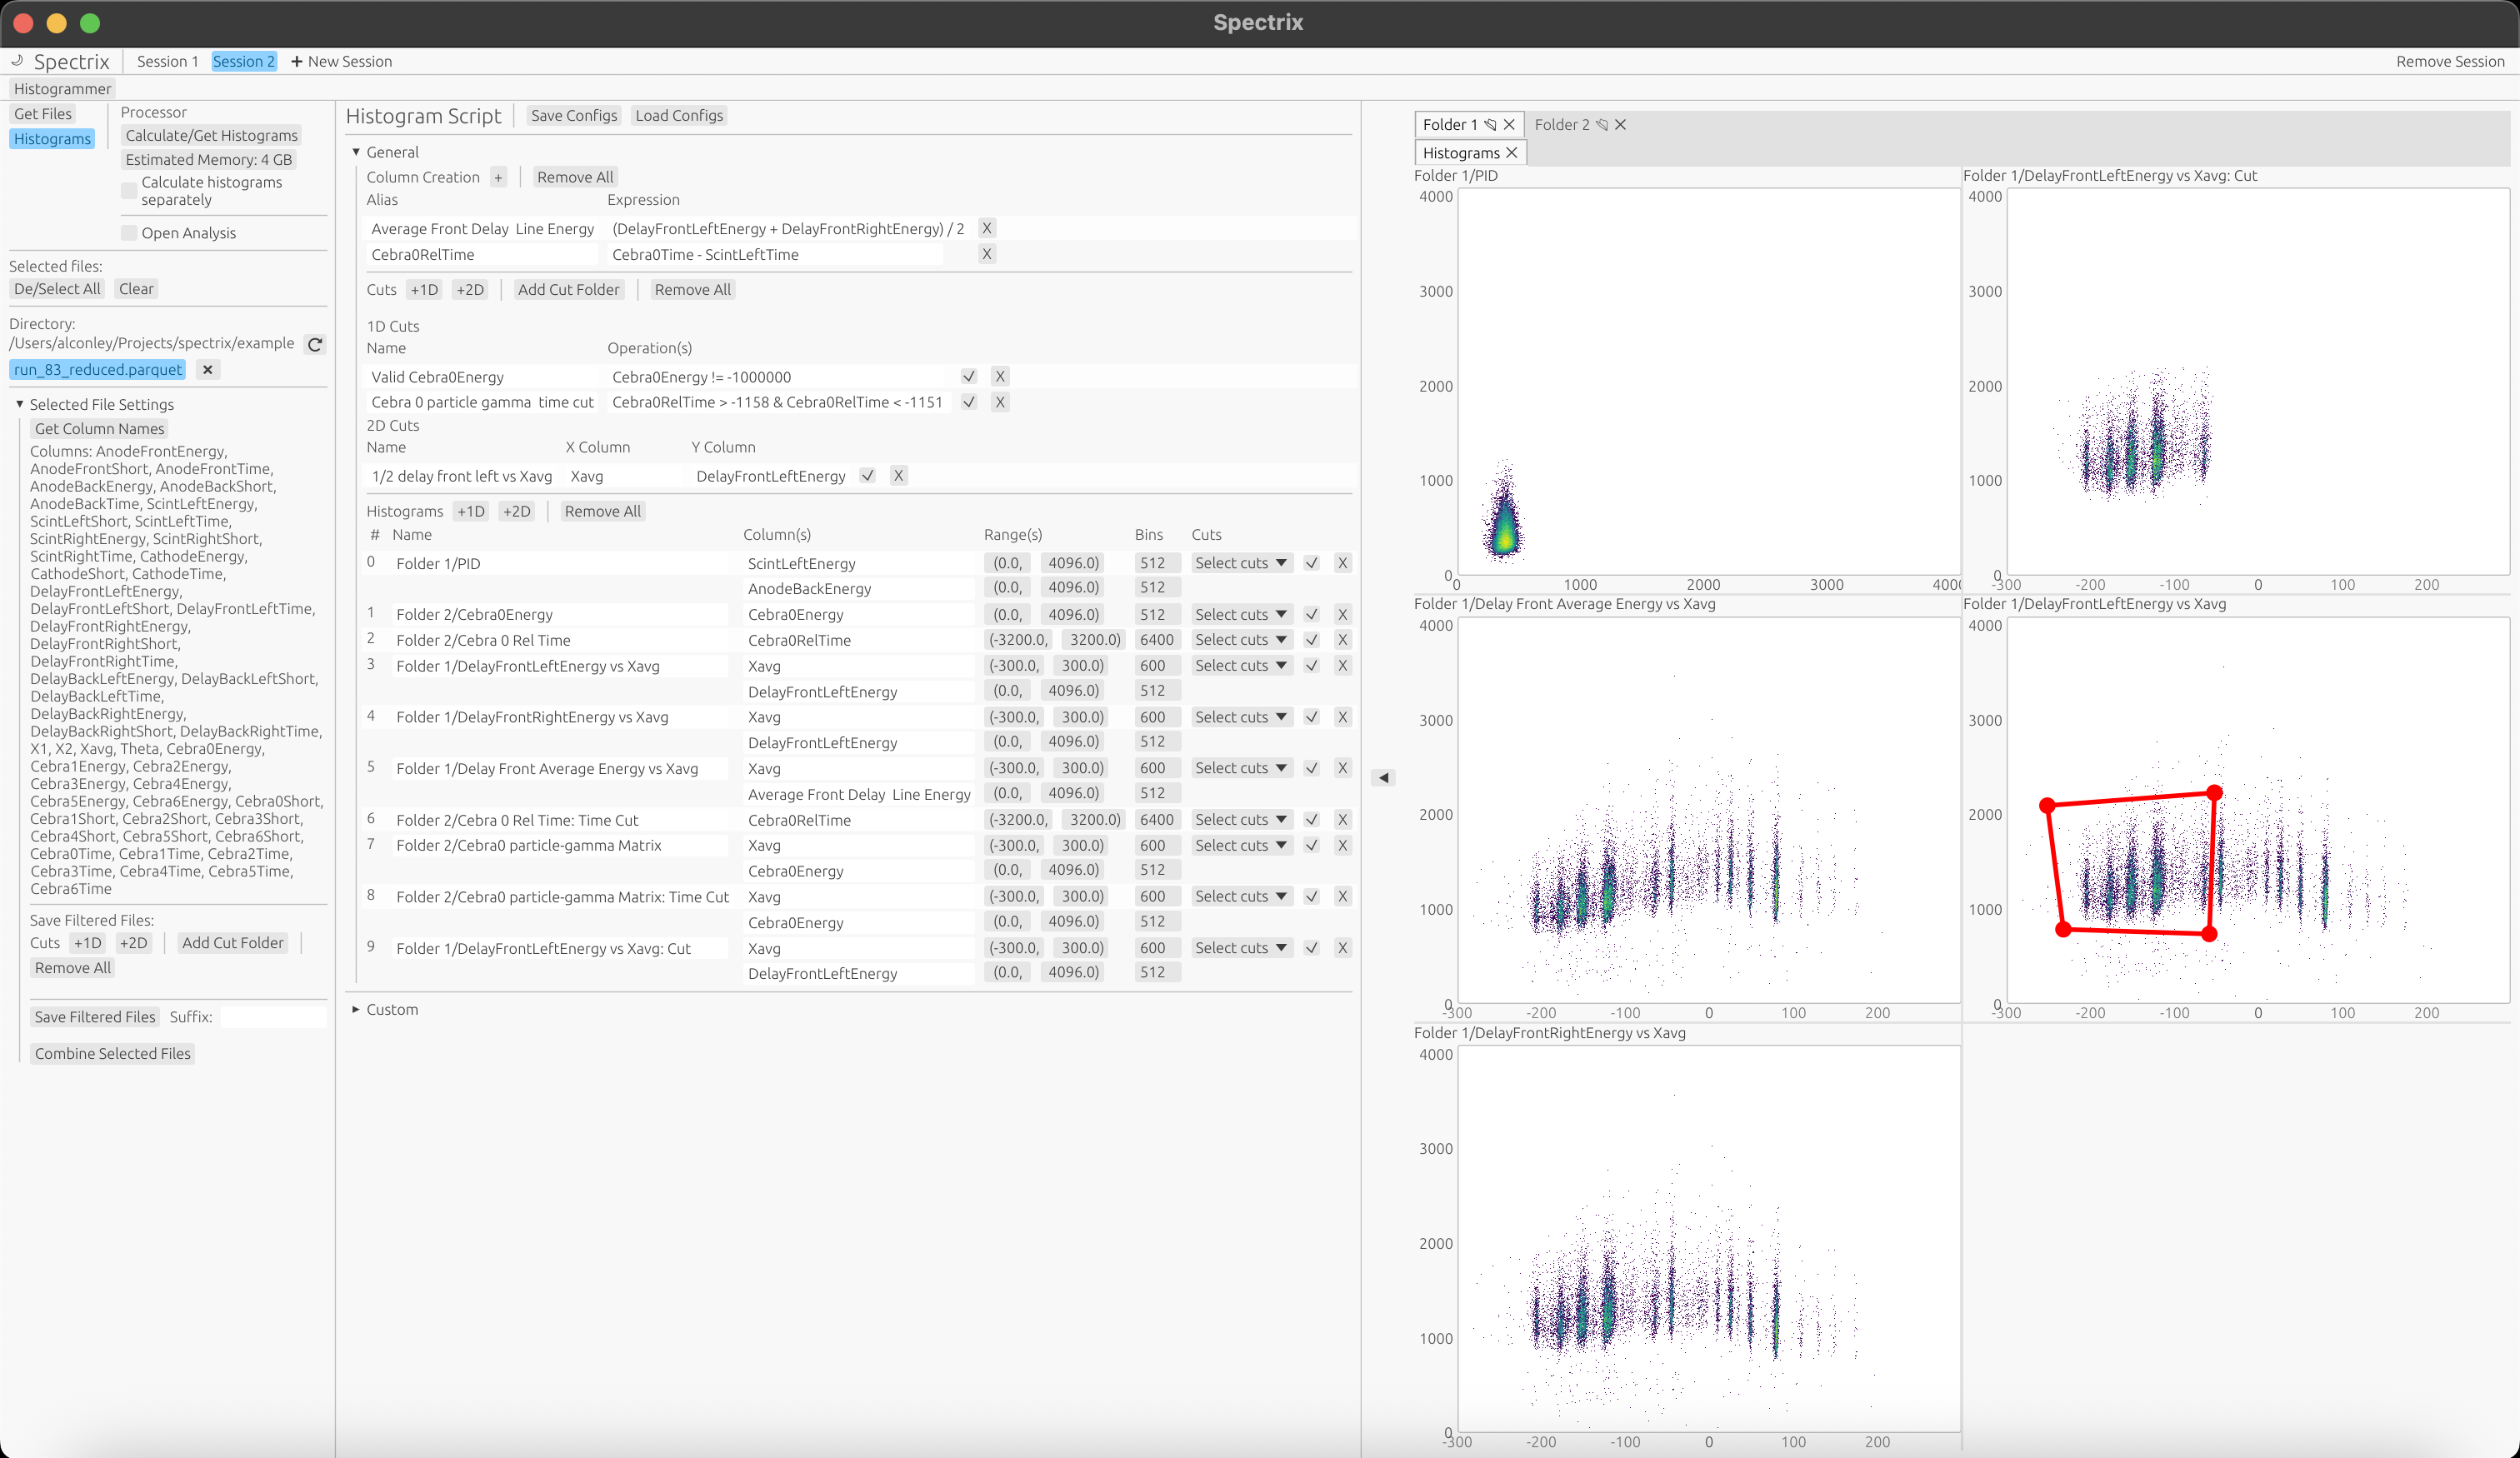 Spectrix
Spectrix Session 1 Session 2 + New Session Remove Session
Histogrammer
Get Files
Histograms
Processor
Calculate/Get Histograms
Estimated Memory: 4 GB
Calculate histograms
separately
Open Analysis
Selected files:
De/Select All Clear
Directory:
/Users/alconley/Projects/spectrix/example
run_83_reduced.parquet
Selected File Settings
Get Column Names
Columns: AnodeFrontEnergy,
AnodeFrontShort, AnodeFrontTime,
AnodeBackEnergy, AnodeBackShort,
AnodeBackTime, ScintLeftEnergy,
ScintLeftShort, ScintLeftTime,
ScintRightEnergy, ScintRightShort,
ScintRightTime, CathodeEnergy,
CathodeShort, CathodeTime,
DelayFrontLeftEnergy,
DelayFrontLeftShort, DelayFrontLeftTime,
DelayFrontRightEnergy,
DelayFrontRightShort,
DelayFrontRightTime,
DelayBackLeftEnergy, DelayBackLeftShort,
DelayBackLeftTime,
DelayBackRightEnergy,
DelayBackRightShort, DelayBackRightTime,
X1, X2, Xavg, Theta, Cebra0Energy,
Cebra1Energy, Cebra2Energy,
Cebra3Energy, Cebra4Energy,
Cebra5Energy, Cebra6Energy, Cebra0Short,
Cebra1Short, Cebra2Short, Cebra3Short,
Cebra4Short, Cebra5Short, Cebra6Short,
Cebra0Time, Cebra1Time, Cebra2Time,
Cebra3Time, Cebra4Time, Cebra5Time,
Cebra6Time
Save Filtered Files:
Cuts +1D +2D Add Cut Folder
Remove All
Save Filtered Files Suffix:
Combine Selected Files
Histogram Script Save Configs Load Configs
General
Column Creation + Remove All
Alias Expression
Average Front Delay Line Energy (DelayFrontLeftEnergy + DelayFrontRightEnergy) / 2 X
Cebra0RelTime Cebra0Time - ScintLeftTime X
Cuts +1D +2D Add Cut Folder Remove All
1D Cuts
Name Operation(s)
Valid Cebra0Energy Cebra0Energy != -1000000 X
Cebra 0 particle gamma time cut Cebra0RelTime > -1158 & Cebra0RelTime < -1151 X
2D Cuts
Name X Column Y Column
1/2 delay front left vs Xavg Xavg DelayFrontLeftEnergy X
Histograms +1D +2D Remove All
# Name Column(s) Range(s) Bins Cuts
0 Folder 1/PID ScintLeftEnergy (0.0, 4096.0) 512 Select cuts X
AnodeBackEnergy (0.0, 4096.0) 512
1 Folder 2/Cebra0Energy Cebra0Energy (0.0, 4096.0) 512 Select cuts X
2 Folder 2/Cebra 0 Rel Time Cebra0RelTime (-3200.0, 3200.0) 6400 Select cuts X
3 Folder 1/DelayFrontLeftEnergy vs Xavg Xavg (-300.0, 300.0) 600 Select cuts X
DelayFrontLeftEnergy (0.0, 4096.0) 512
4 Folder 1/DelayFrontRightEnergy vs Xavg Xavg (-300.0, 300.0) 600 Select cuts X
DelayFrontLeftEnergy (0.0, 4096.0) 512
5 Folder 1/Delay Front Average Energy vs Xavg Xavg (-300.0, 300.0) 600 Select cuts X
Average Front Delay Line Energy (0.0, 4096.0) 512
6 Folder 2/Cebra 0 Rel Time: Time Cut Cebra0RelTime (-3200.0, 3200.0) 6400 Select cuts X
7 Folder 2/Cebra0 particle-gamma Matrix Xavg (-300.0, 300.0) 600 Select cuts X
Cebra0Energy (0.0, 4096.0) 512
8 Folder 2/Cebra0 particle-gamma Matrix: Time Cut Xavg (-300.0, 300.0) 600 Select cuts X
Cebra0Energy (0.0, 4096.0) 512
9 Folder 1/DelayFrontLeftEnergy vs Xavg: Cut Xavg (-300.0, 300.0) 600 Select cuts X
DelayFrontLeftEnergy (0.0, 4096.0) 512
Custom
Folder 1 Folder 2
Histograms
Folder 1/PID
4000
3000
2000
1000
0
0 1000 2000 3000 4000
Folder 1/DelayFrontLeftEnergy vs Xavg: Cut
4000
3000
2000
1000
0
-300 -200 -100 0 100 200
Folder 1/Delay Front Average Energy vs Xavg
4000
3000
2000
1000
0
-300 -200 -100 0 100 200
Folder 1/DelayFrontLeftEnergy vs Xavg
4000
3000
2000
1000
0
-300 -200 -100 0 100 200
Folder 1/DelayFrontRightEnergy vs Xavg
4000
3000
2000
1000
0
-300 -200 -100 0 100 200